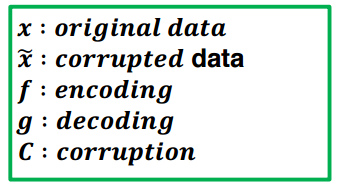 x : original data
x̃ : corrupted data
f : encoding
g : decoding
C : corruption